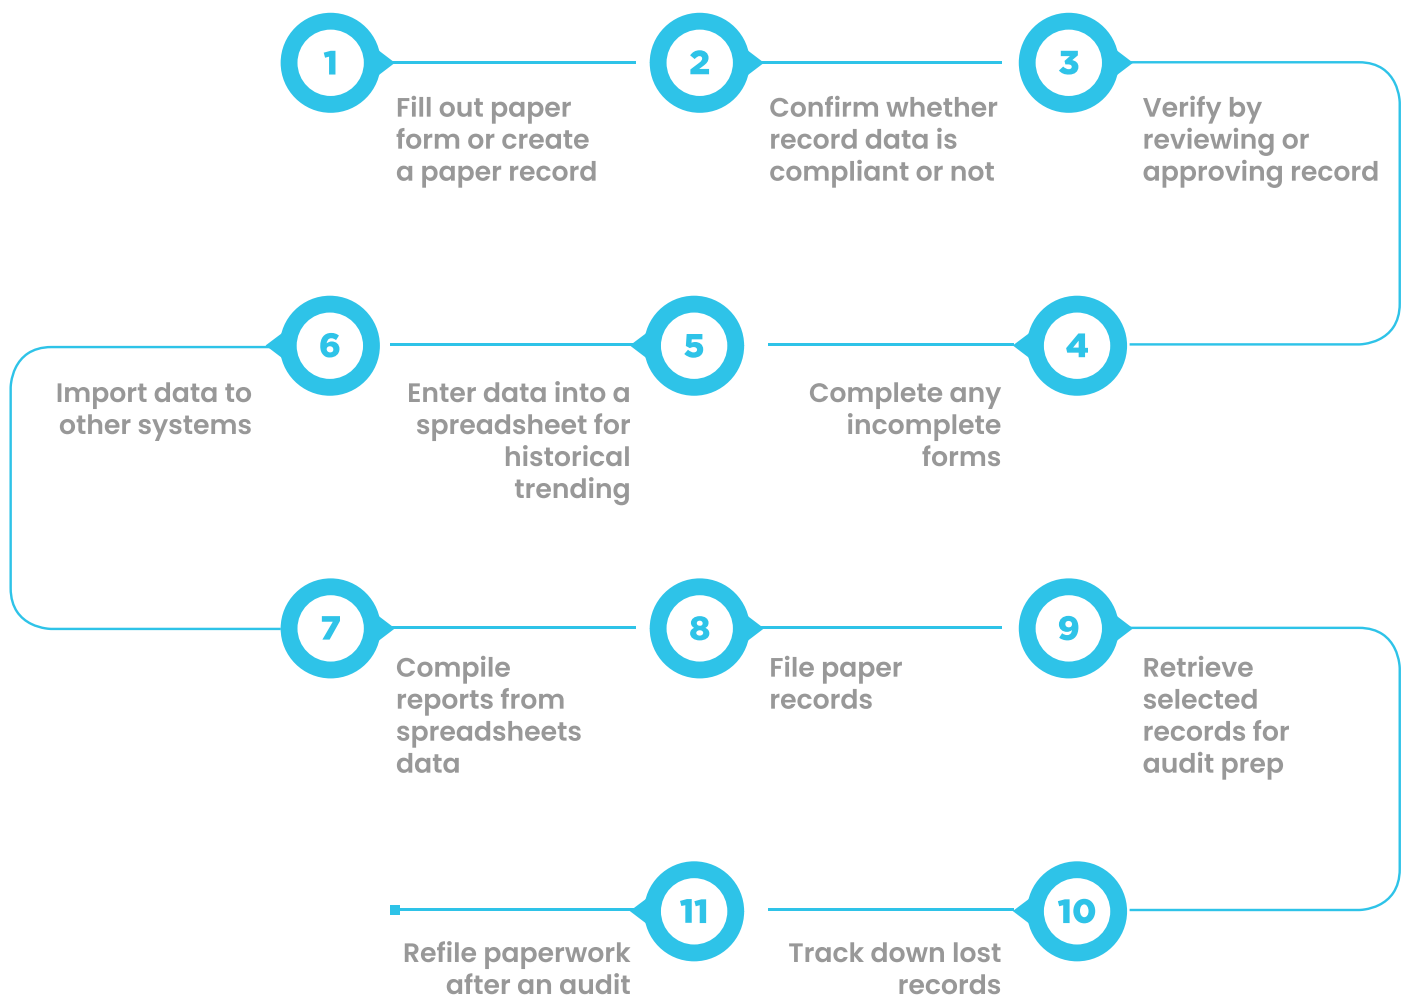 1
Fill out paper
form or create
a paper record
2
Confirm whether
record data is
compliant or not
3
Verify by
reviewing or
approving record
4
Complete any
incomplete
forms
5
Enter data into a
spreadsheet for
historical
trending
6
Import data to
other systems
7
Compile
reports from
spreadsheets
data
8
File paper
records
9
Retrieve
selected
records for
audit prep
10
Track down lost
records
11
Refile paperwork
after an audit